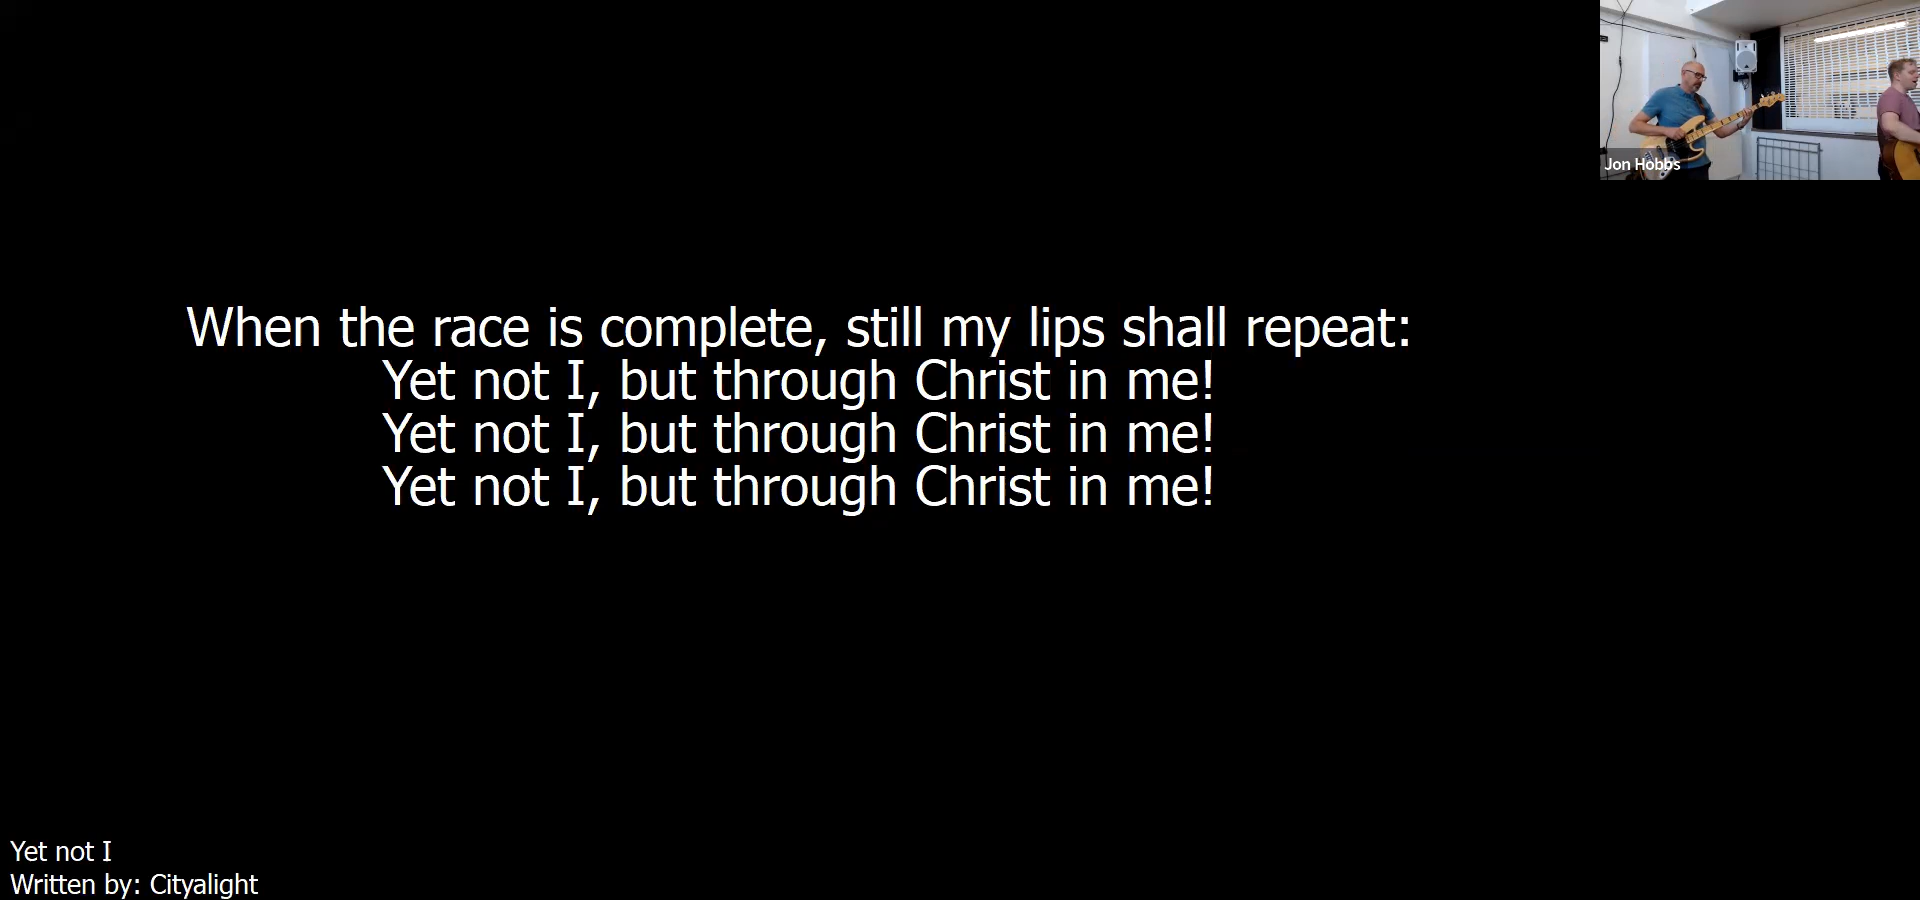 When the race is complete, still my lips shall repeat:
Yet not I, but through Christ in me!
Yet not I, but through Christ in me!
Yet not I, but through Christ in me!
Jon Hobbs
Yet not I
Written by: Cityalight